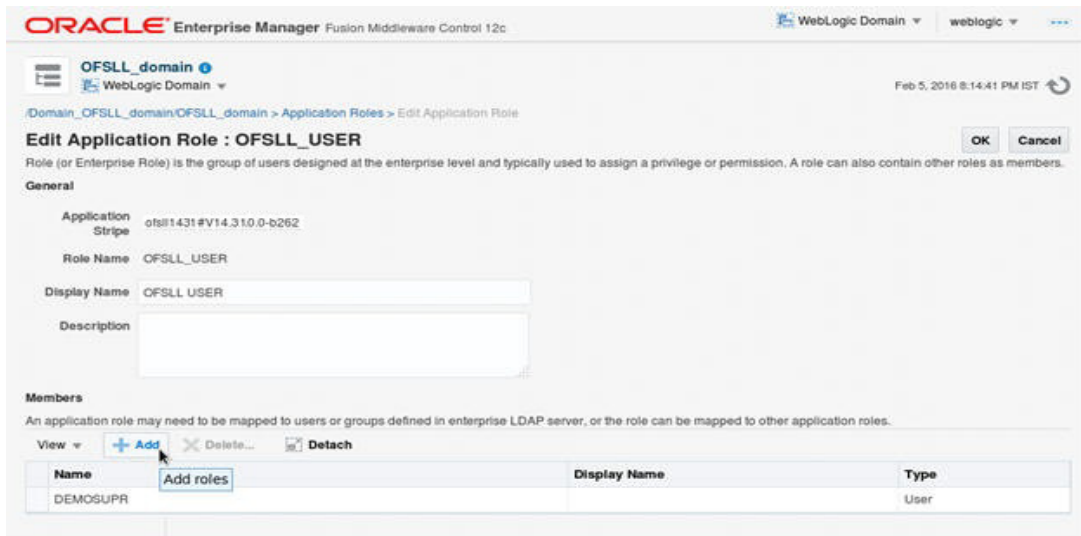 ORACLE Enterprise Manager Fusion Middleware Control 12c
WebLogic Domain
weblogic
OFSLL_domain
WebLogic Domain
Feb 5, 2016 8:14:41 PM IST
/Domain_OFSLL_domain/OFSLL_domain > Application Roles > Edit Application Role
Edit Application Role : OFSLL_USER
OK
Cancel
Role (or Enterprise Role) is the group of users designed at the enterprise level and typically used to assign a privilege or permission. A role can also contain other roles as members.
General
Application Stripe
ofsll1431#V14.31.0.0-b262
Role Name OFSLL_USER
Display Name OFSLL USER
Description
Members
An application role may need to be mapped to users or groups defined in enterprise LDAP server, or the role can be mapped to other application roles.
View Add Delete... Detach
Name Display Name Type
Add roles
DEMOSUPR User